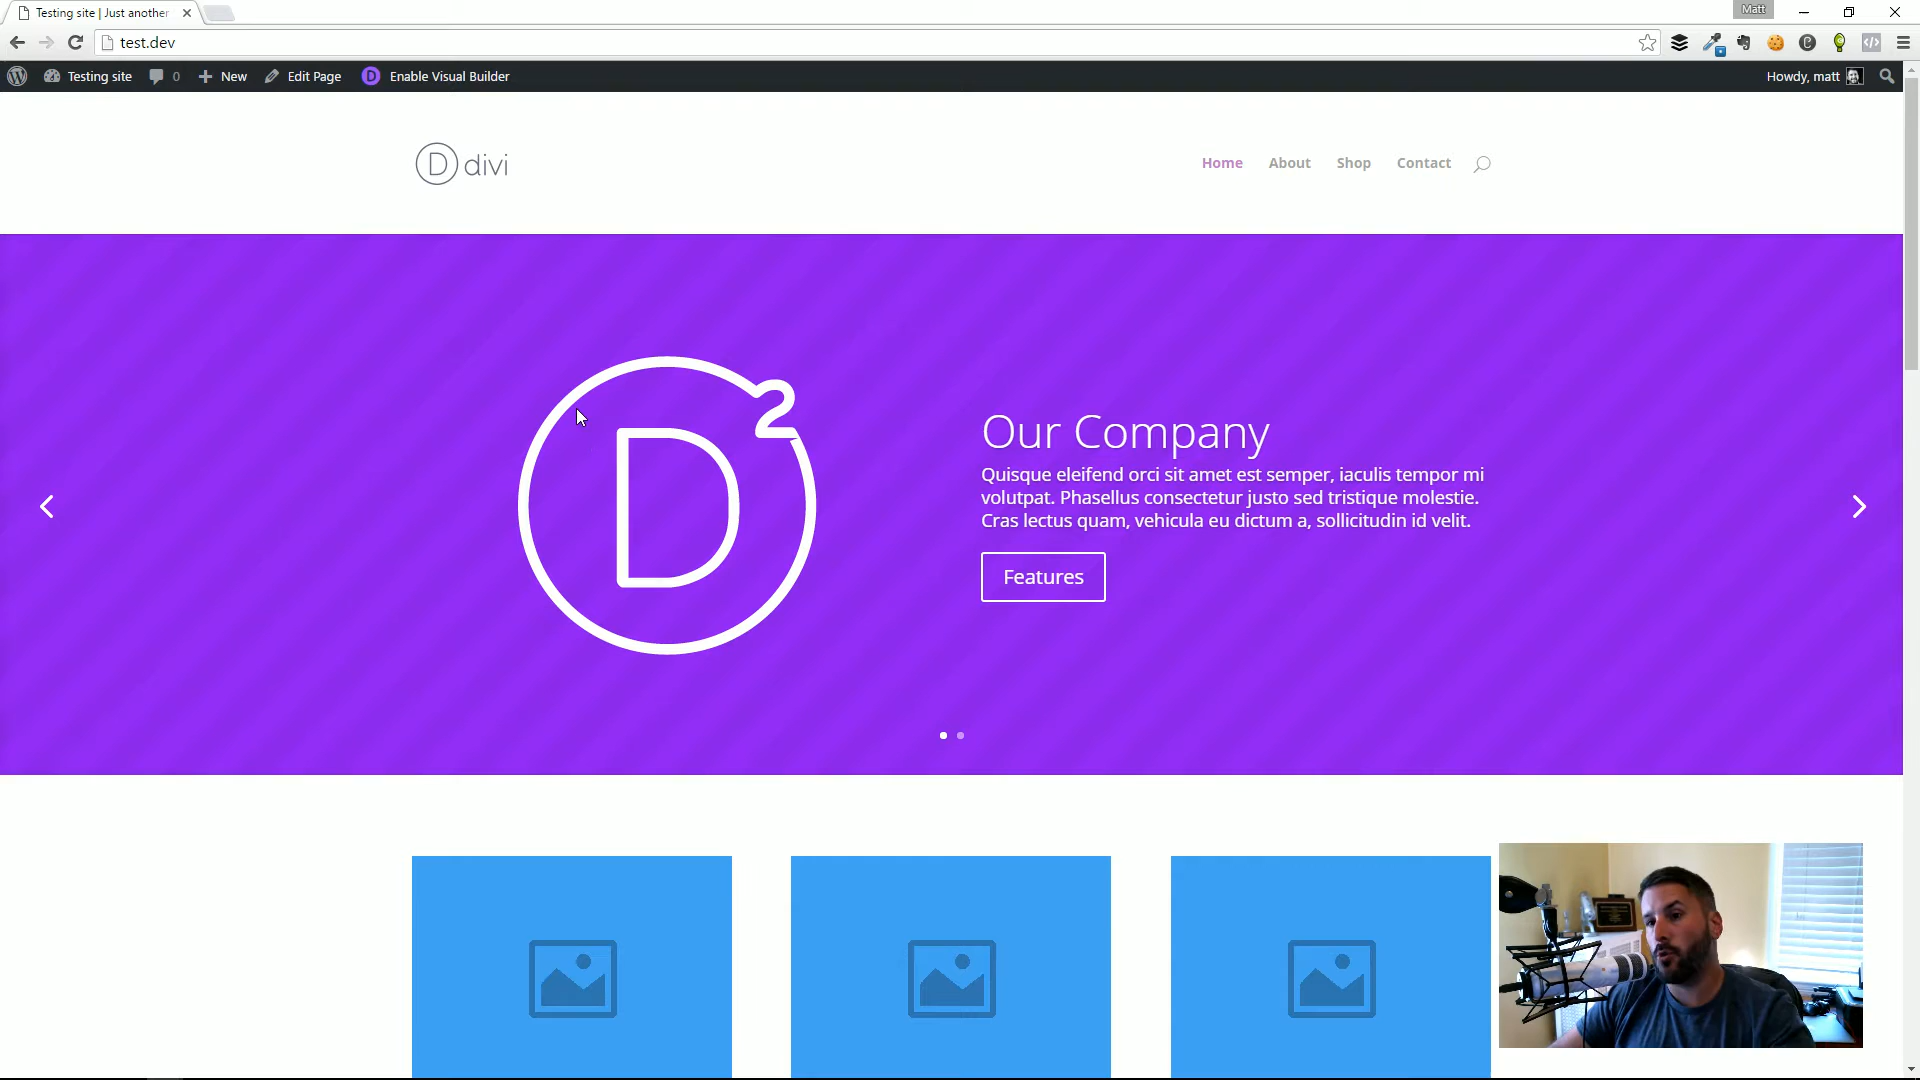 Testing site | Just another
Matt
test.dev
Testing site
0
New
Edit Page
D
Enable Visual Builder
Howdy, matt
D divi
Home
About
Shop
Contact
D2
Our Company
Quisque eleifend orci sit amet est semper, iaculis tempor mi
volutpat. Phasellus consectetur justo sed tristique molestie.
Cras lectus quam, vehicula eu dictum a, sollicitudin id velit.
Features